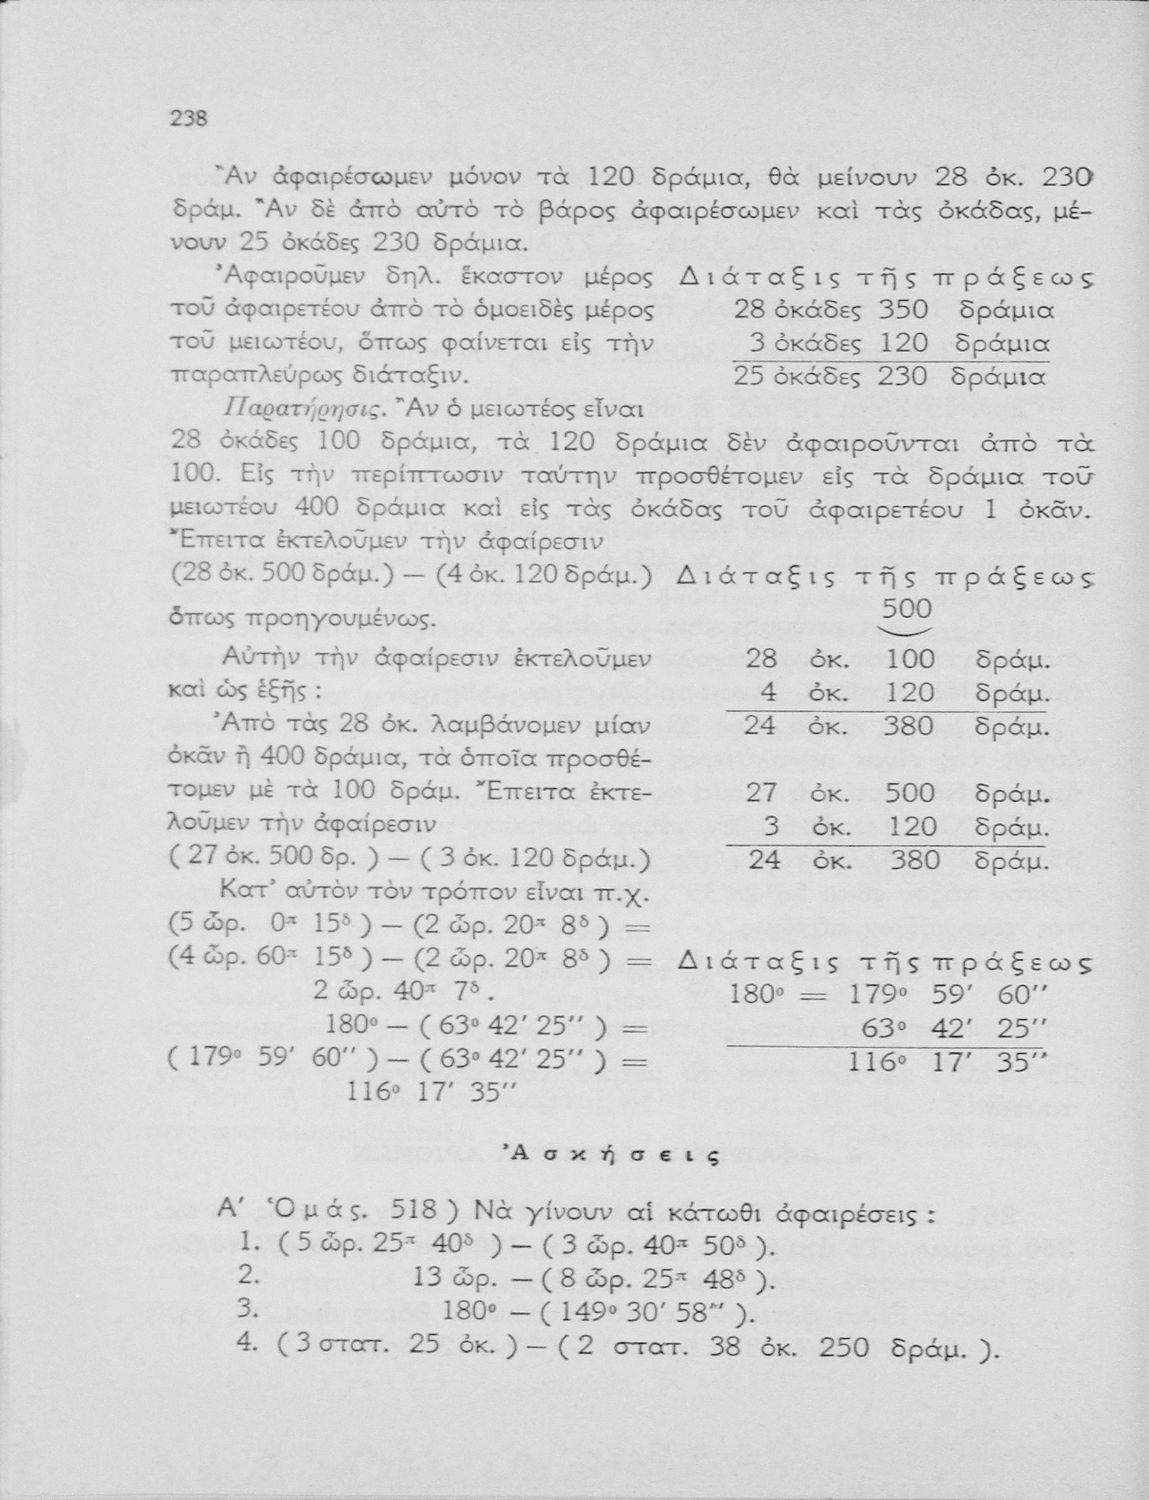 238
Ἂν ἀφαιρέσωμεν μόνον τὰ 120 δράμια, θὰ μείνουν 28 ὀκ. 230
δράμ. Ἂν δὲ ἀπὸ αὐτὸ τὸ βάρος ἀφαιρέσωμεν καὶ τὰς ὀκάδας, μέ-
νουν 25 ὀκάδες 230 δράμια.
Ἀφαιροῦμεν δηλ. ἕκαστον μέρος
τοῦ ἀφαιρετέου ἀπὸ τὸ ὁμοειδὲς μέρος
τοῦ μειωτέου, ὅπως φαίνεται εἰς τὴν
παραπλεύρως διάταξιν.
Διάταξις τῆς πράξεως
28 ὀκάδες 350 δράμια
3 ὀκάδες 120 δράμια
25 ὀκάδες 230 δράμια
Παρατήρησις. Ἂν ὁ μειωτέος εἶναι
28 ὀκάδες 100 δράμια, τὰ 120 δράμια δὲν ἀφαιροῦνται ἀπὸ τὰ
100. Εἰς τὴν περίπτωσιν ταύτην προσθέτομεν εἰς τὰ δράμια τοῦ
μειωτέου 400 δράμια καὶ εἰς τὰς ὀκάδας τοῦ ἀφαιρετέου 1 ὀκᾶν.
Ἔπειτα ἐκτελοῦμεν τὴν ἀφαίρεσιν
(28 ὀκ. 500 δράμ.) — (4 ὀκ. 120 δράμ.)
ὅπως προηγουμένως.
Αὐτὴν τὴν ἀφαίρεσιν ἐκτελοῦμεν
καὶ ὡς ἑξῆς :
Ἀπὸ τὰς 28 ὀκ. λαμβάνομεν μίαν
ὀκᾶν ἢ 400 δράμια, τὰ ὁποῖα προσθέ-
τομεν μὲ τὰ 100 δράμ. Ἔπειτα ἐκτε-
λοῦμεν τὴν ἀφαίρεσιν
( 27 ὀκ. 500 δρ. ) — ( 3 ὀκ. 120 δράμ.)
Διάταξις τῆς πράξεως
500
28 ὀκ. 100 δράμ.
4 ὀκ. 120 δράμ.
24 ὀκ. 380 δράμ.
27 ὀκ. 500 δράμ.
3 ὀκ. 120 δράμ.
24 ὀκ. 380 δράμ.
Κατ' αὐτὸν τὸν τρόπον εἶναι π.χ.
(5 ὧρ. 0π 15δ ) — (2 ὧρ. 20π 8δ ) =
(4 ὧρ. 60π 15δ ) — (2 ὧρ. 20π 8δ ) =
2 ὧρ. 40π 7δ .
180° — ( 63° 42′ 25″ ) =
( 179° 59′ 60″ ) — ( 63° 42′ 25″ ) =
116° 17′ 35″
Διάταξις τῆς πράξεως
180° = 179° 59′ 60″
63° 42′ 25″
116° 17′ 35″
Ἀσκήσεις
Α′ Ὁμάς. 518 ) Νὰ γίνουν αἱ κάτωθι ἀφαιρέσεις :
1. ( 5 ὧρ. 25π 40δ ) — ( 3 ὧρ. 40π 50δ ).
2. 13 ὧρ. — ( 8 ὧρ. 25π 48δ ).
3. 180° — ( 149° 30′ 58″ ).
4. ( 3 στατ. 25 ὀκ. ) — ( 2 στατ. 38 ὀκ. 250 δράμ. ).